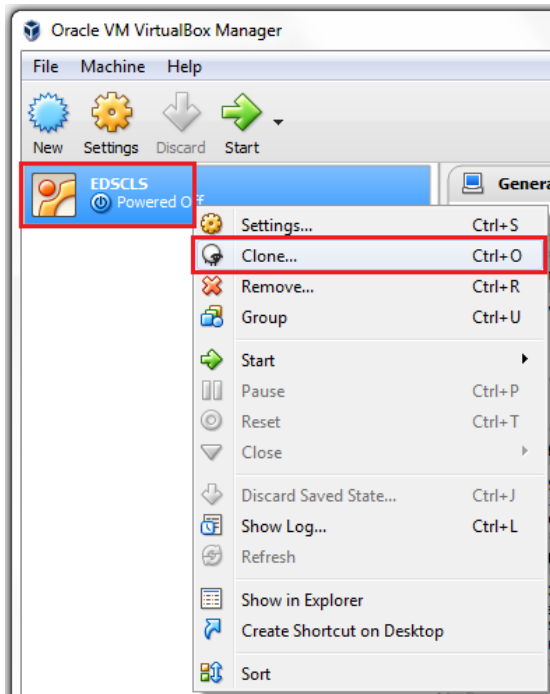 Oracle VM VirtualBox Manager
File Machine Help
New Settings Discard Start
EDSCLS
Powered Off
Settings... Ctrl+S
Clone... Ctrl+O
Remove... Ctrl+R
Group Ctrl+U
Start
Pause Ctrl+P
Reset Ctrl+T
Close
Discard Saved State... Ctrl+J
Show Log... Ctrl+L
Refresh
Show in Explorer
Create Shortcut on Desktop
Sort